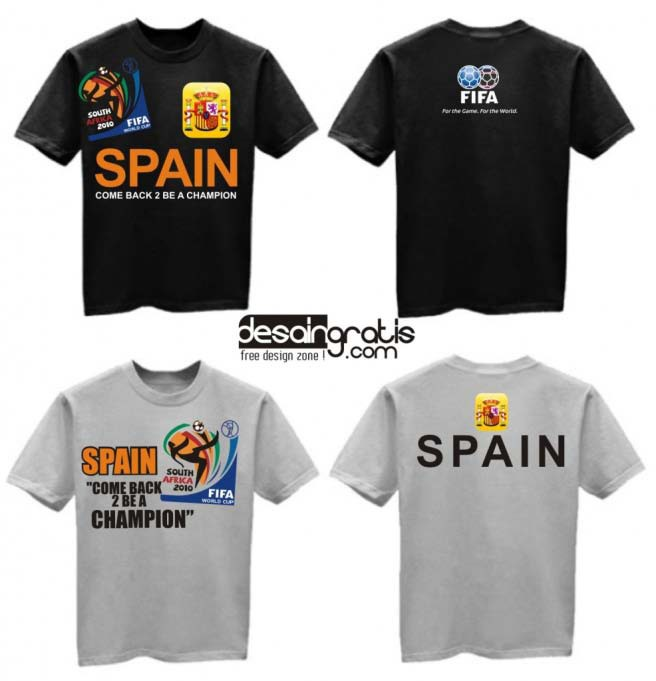 SOUTH
AFRICA
2010
FIFA
WORLD CUP
SPAIN
COME BACK 2 BE A CHAMPION
FIFA
For the Game. For the World.
desaingratis
.com
free design zone !
SPAIN
"COME BACK
2 BE A
CHAMPION"
SOUTH
AFRICA
2010
FIFA
WORLD CUP
SPAIN